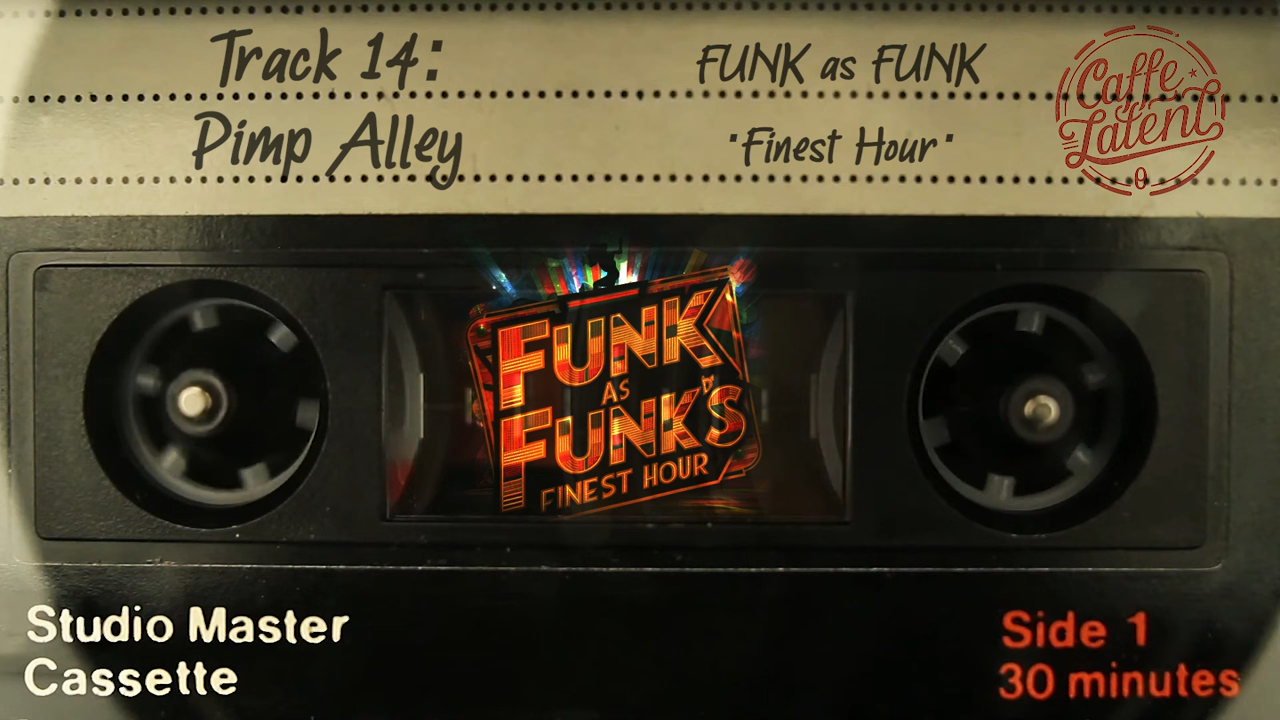 Track 14:
Pimp Alley
FUNK as FUNK
"Finest Hour"
Caffe
Latent
FUNK
AS
FUNK'S
FINEST HOUR
Studio Master
Cassette
Side 1
30 minutes